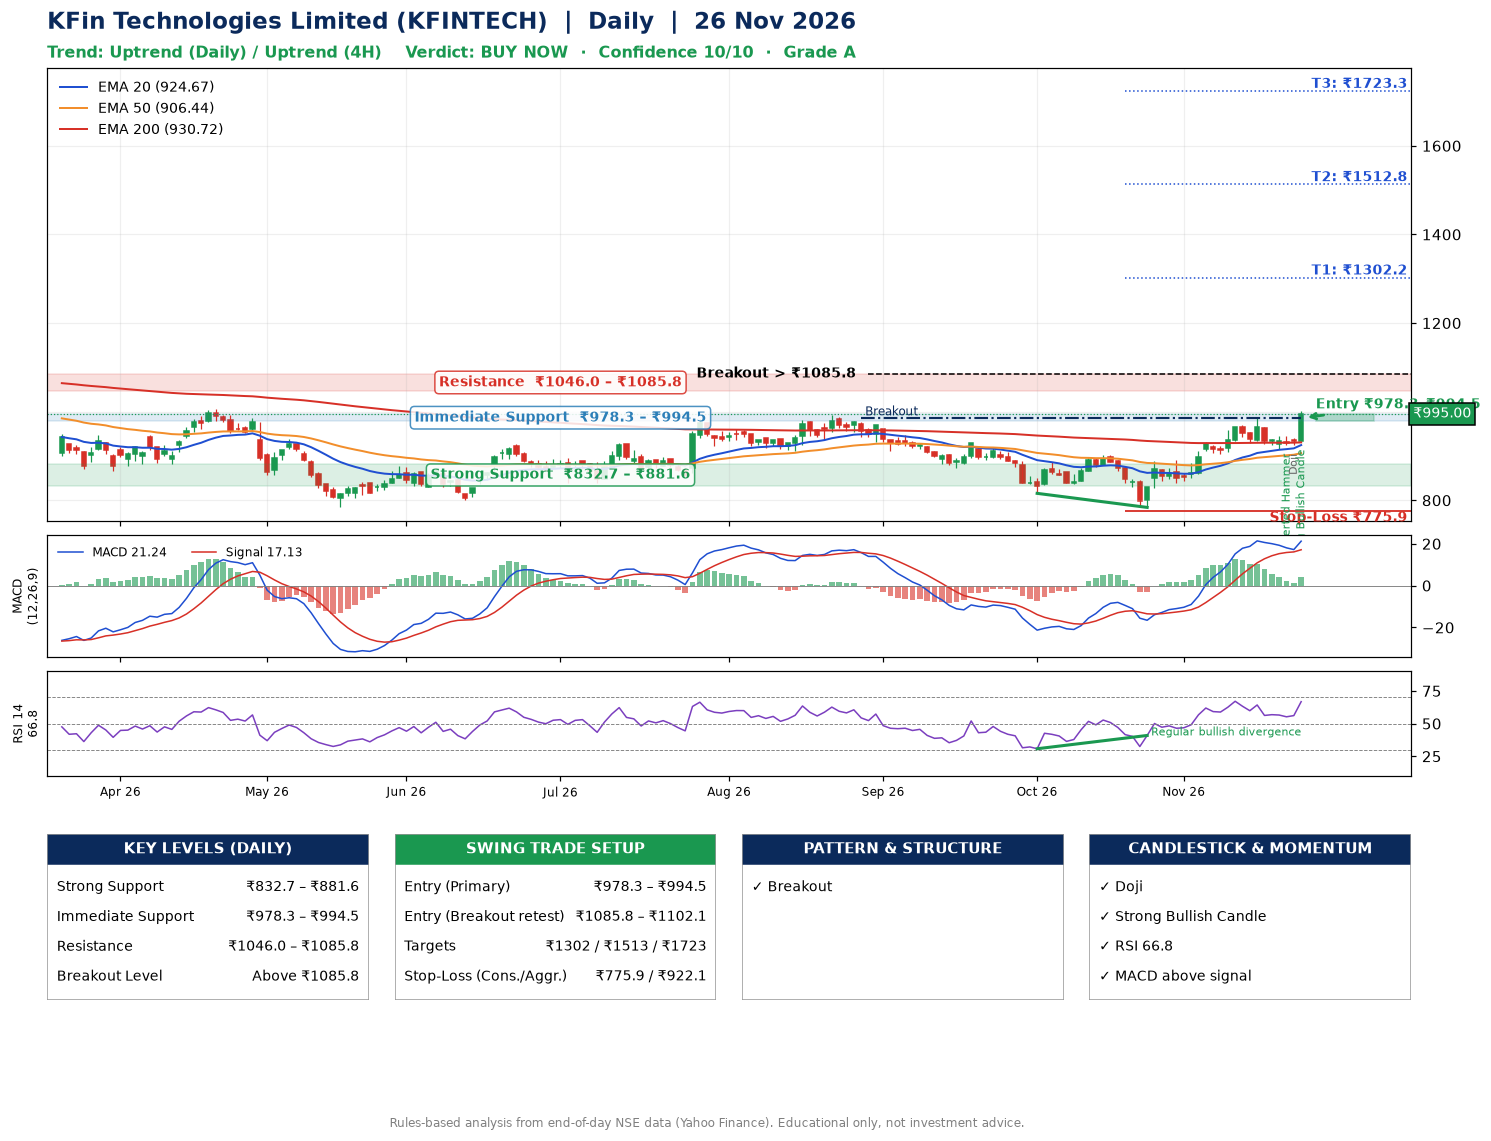 KFin Technologies Limited (KFINTECH)  |  Daily  |  26 Nov 2026
Trend: Uptrend (Daily) / Uptrend (4H)    Verdict: BUY NOW  ·  Confidence 10/10  ·  Grade A
EMA 20 (924.67)
EMA 50 (906.44)
EMA 200 (930.72)
T3: ₹1723.3
T2: ₹1512.8
T1: ₹1302.2
1600
1400
1200
800
Resistance  ₹1046.0 – ₹1085.8
Breakout > ₹1085.8
Immediate Support  ₹978.3 – ₹994.5
Breakout
Entry ₹978.3 – ₹994.5
₹995.00
Strong Support  ₹832.7 – ₹881.6
Doji
Bullish Candle
Stop-Loss ₹775.9
MACD 21.24
Signal 17.13
MACD
(12,26,9)
20
0
−20
RSI 14
66.8
75
50
25
Regular bullish divergence
Apr 26
May 26
Jun 26
Jul 26
Aug 26
Sep 26
Oct 26
Nov 26
KEY LEVELS (DAILY)
Strong Support  ₹832.7 – ₹881.6
Immediate Support  ₹978.3 – ₹994.5
Resistance  ₹1046.0 – ₹1085.8
Breakout Level  Above ₹1085.8
SWING TRADE SETUP
Entry (Primary)  ₹978.3 – ₹994.5
Entry (Breakout retest)  ₹1085.8 – ₹1102.1
Targets  ₹1302 / ₹1513 / ₹1723
Stop-Loss (Cons./Aggr.)  ₹775.9 / ₹922.1
PATTERN & STRUCTURE
✓ Breakout
CANDLESTICK & MOMENTUM
✓ Doji
✓ Strong Bullish Candle
✓ RSI 66.8
✓ MACD above signal
Rules-based analysis from end-of-day NSE data (Yahoo Finance). Educational only, not investment advice.